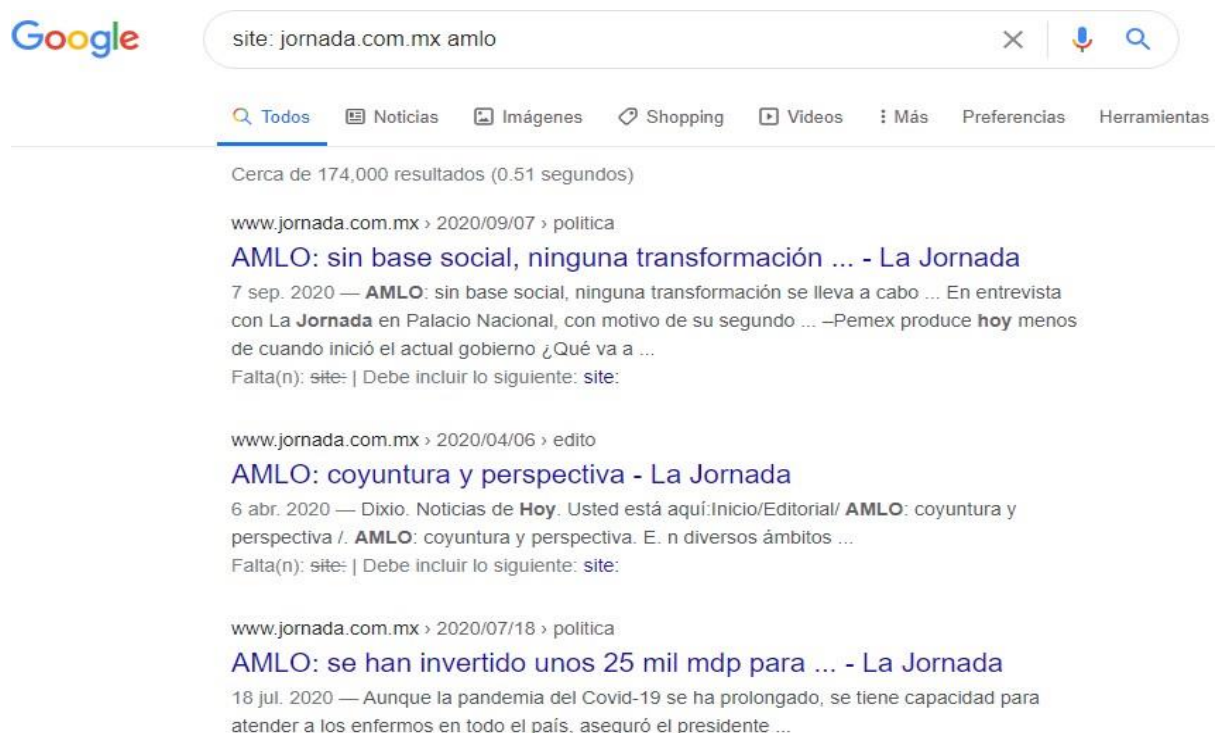 Google
site: jornada.com.mx amlo
Todos Noticias Imágenes Shopping Videos Más Preferencias Herramientas
Cerca de 174,000 resultados (0.51 segundos)
www.jornada.com.mx › 2020/09/07 › politica
AMLO: sin base social, ninguna transformación ... - La Jornada
7 sep. 2020 — AMLO: sin base social, ninguna transformación se lleva a cabo ... En entrevista
con La Jornada en Palacio Nacional, con motivo de su segundo ... –Pemex produce hoy menos
de cuando inició el actual gobierno ¿Qué va a ...
Falta(n): site: | Debe incluir lo siguiente: site:
www.jornada.com.mx › 2020/04/06 › edito
AMLO: coyuntura y perspectiva - La Jornada
6 abr. 2020 — Dixio. Noticias de Hoy. Usted está aquí:Inicio/Editorial/ AMLO: coyuntura y
perspectiva /. AMLO: coyuntura y perspectiva. E. n diversos ámbitos ...
Falta(n): site: | Debe incluir lo siguiente: site:
www.jornada.com.mx › 2020/07/18 › politica
AMLO: se han invertido unos 25 mil mdp para ... - La Jornada
18 jul. 2020 — Aunque la pandemia del Covid-19 se ha prolongado, se tiene capacidad para
atender a los enfermos en todo el país, aseguró el presidente ...